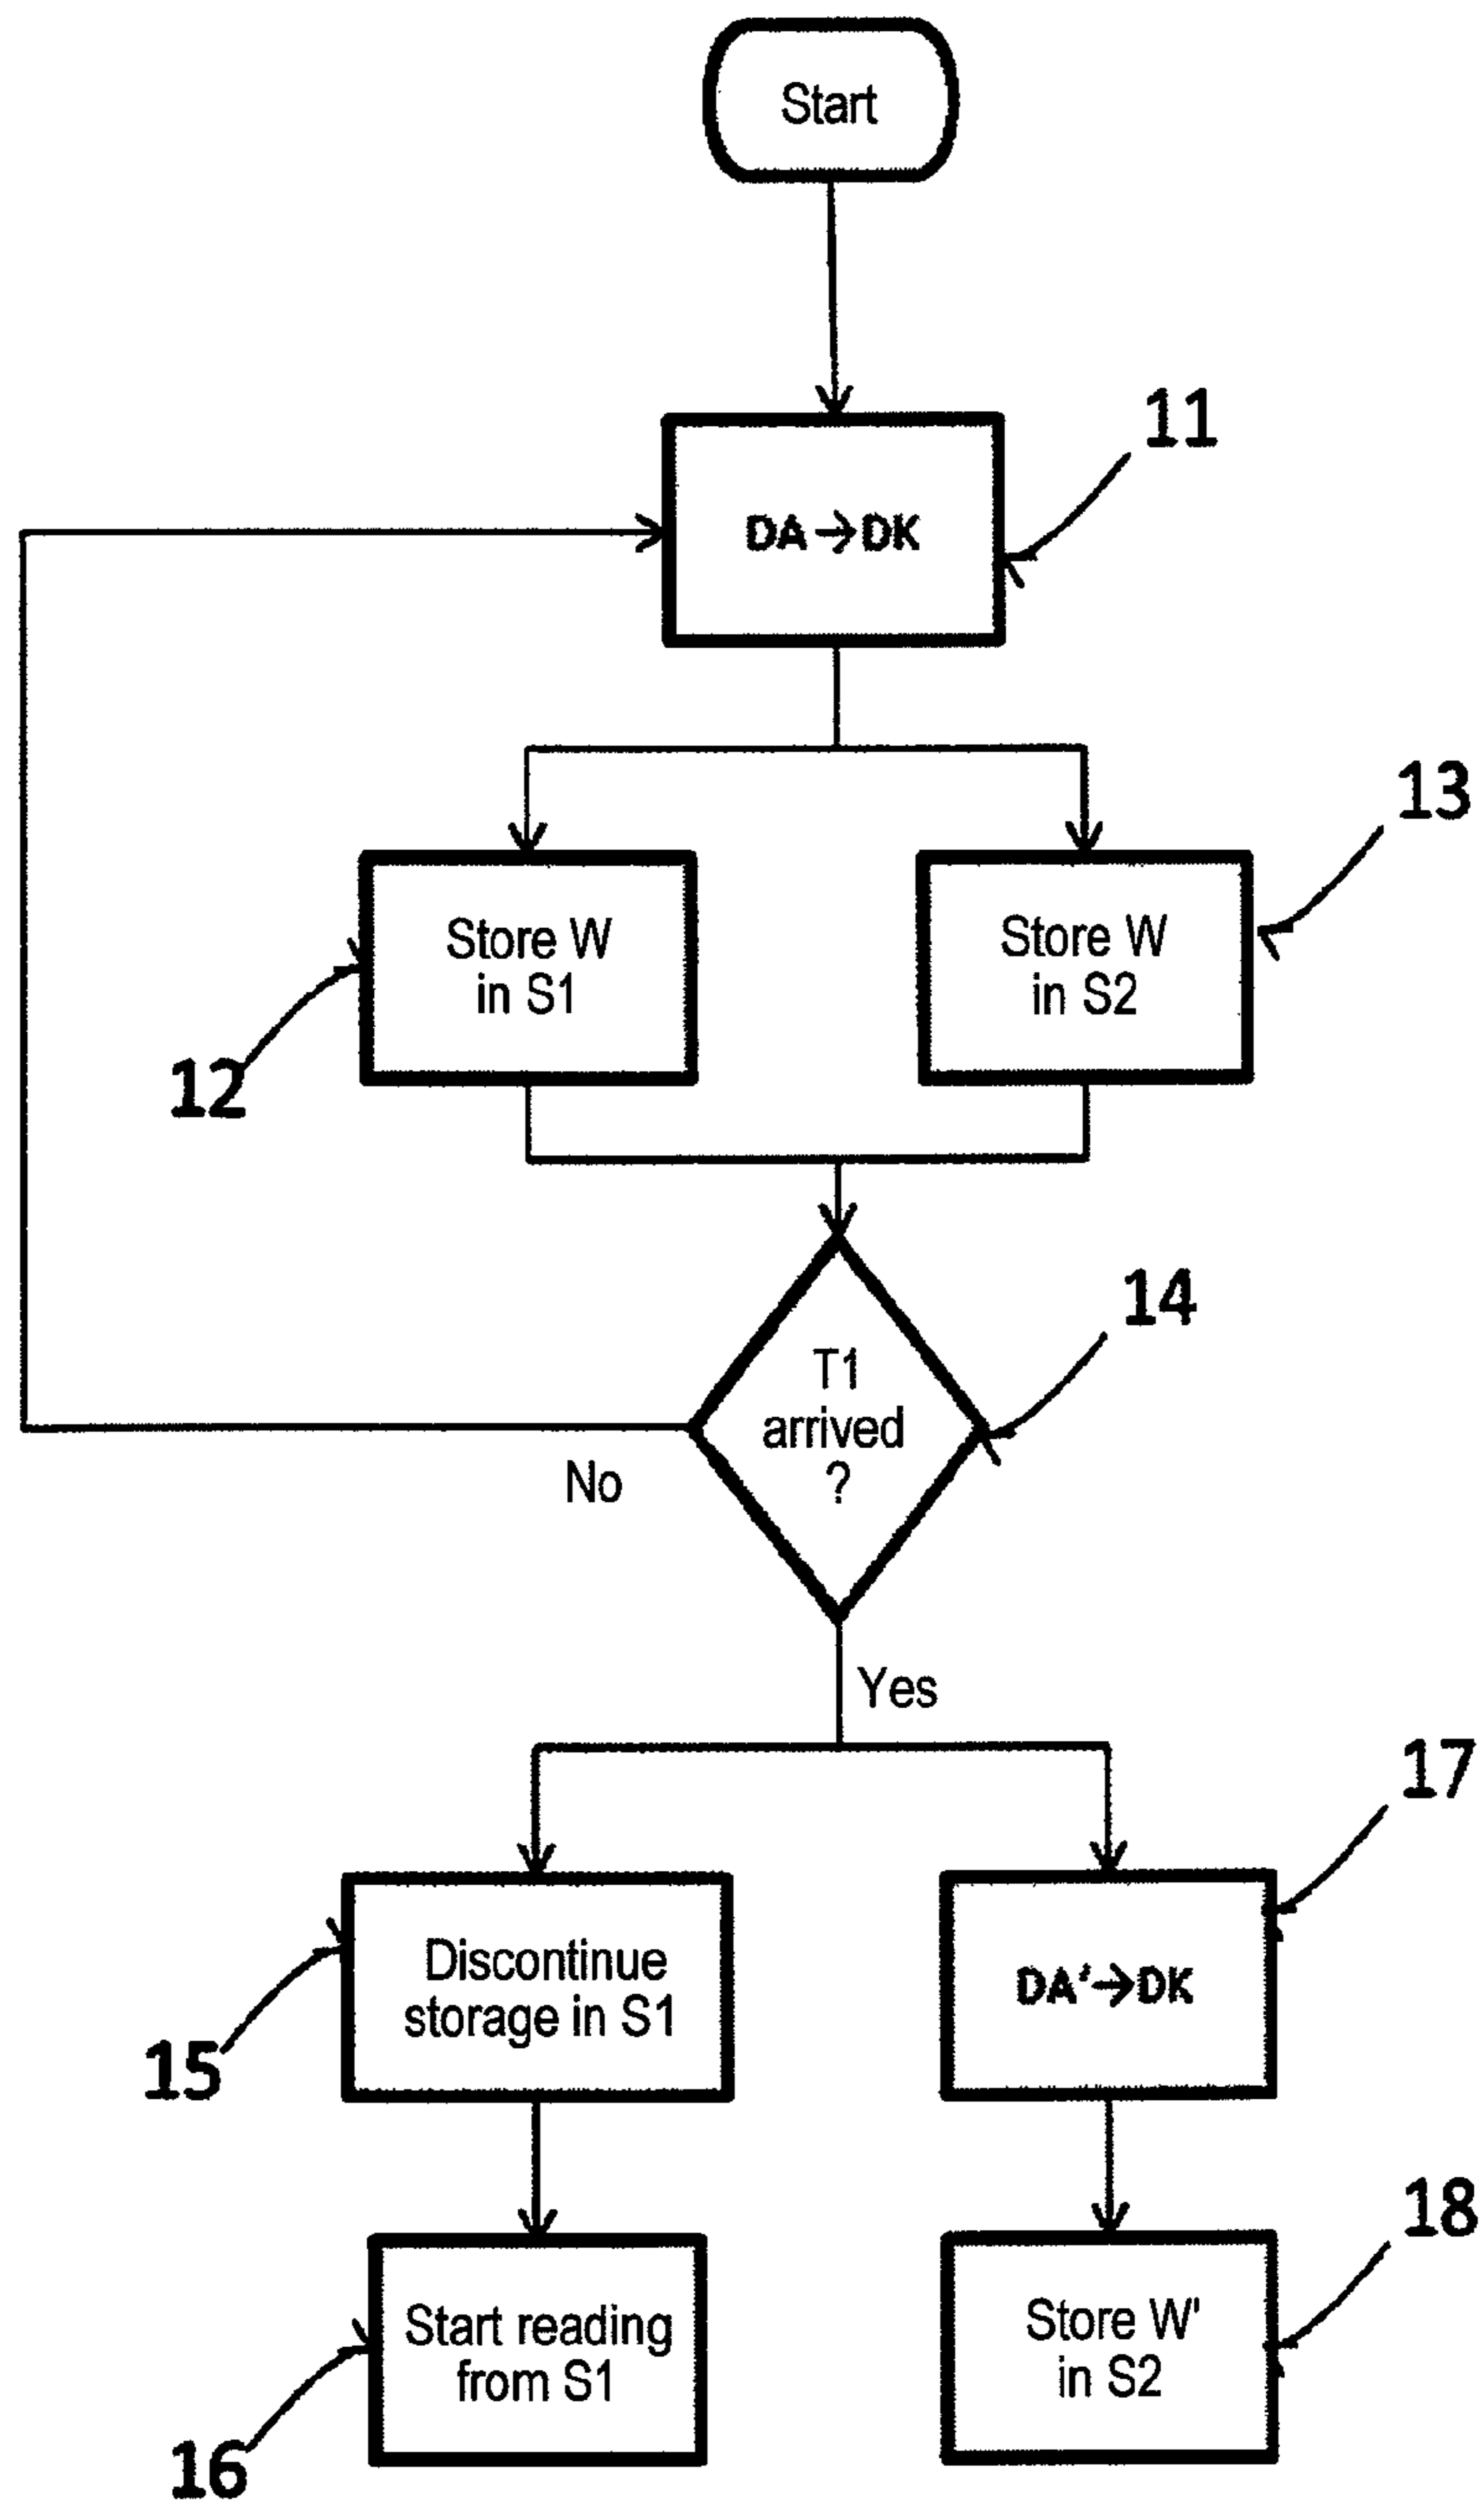 Start
11
DA→DK
13
Store W
in S1
Store W
in S2
12
14
T1
arrived
?
No
Yes
17
Discontinue
storage in S1
DA'→DK
15
18
Start reading
from S1
Store W'
in S2
16